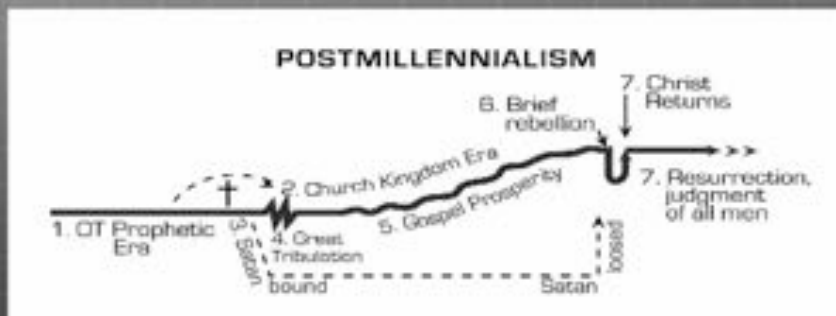 POSTMILLENNIALISM
7. Christ
Returns
6. Brief
rebellion
2. Church Kingdom Era
5. Gospel Prosperity
1. OT Prophetic
Era
3. Satan
bound
4. Great
Tribulation
Satan
loosed
7. Resurrection,
judgment
of all men